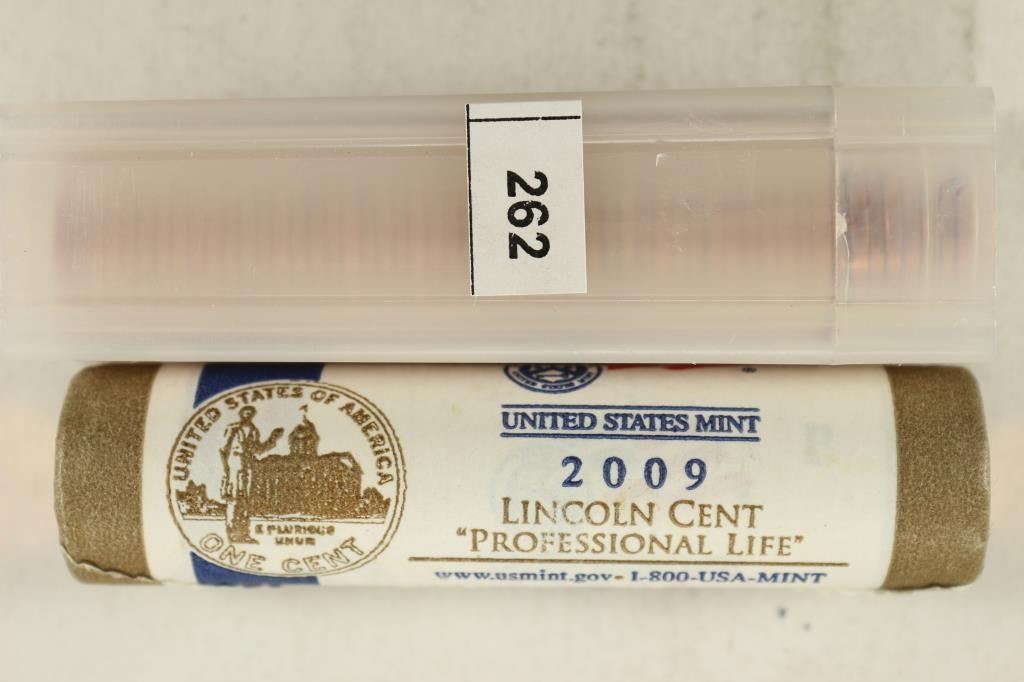 262
UNITED STATES OF AMERICA
E PLURIBUS
UNUM
ONE CENT
UNITED STATES MINT
2009
LINCOLN CENT
"PROFESSIONAL LIFE"
www.usmint.gov • 1-800-USA-MINT